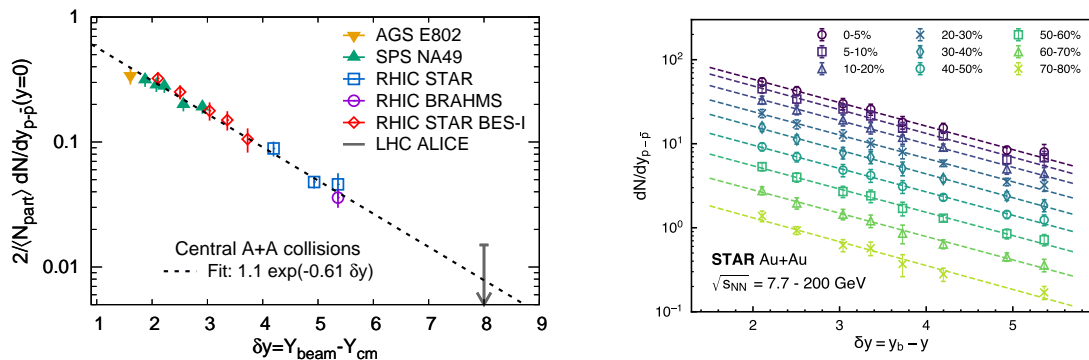 2/⟨N_part⟩ dN/dy_{p-p̄}(y=0)
1
0.1
0.01
AGS E802
SPS NA49
RHIC STAR
RHIC BRAHMS
RHIC STAR BES-I
LHC ALICE
Central A+A collisions
Fit: 1.1 exp(-0.61 δy)
1 2 3 4 5 6 7 8 9
δy=Y_beam-Y_cm
dN/dy_{p−p̄}
10²
10¹
10⁰
10⁻¹
0-5% 20-30% 50-60%
5-10% 30-40% 60-70%
10-20% 40-50% 70-80%
STAR Au+Au
√s_NN = 7.7 - 200 GeV
2 3 4 5
δy = y_b − y